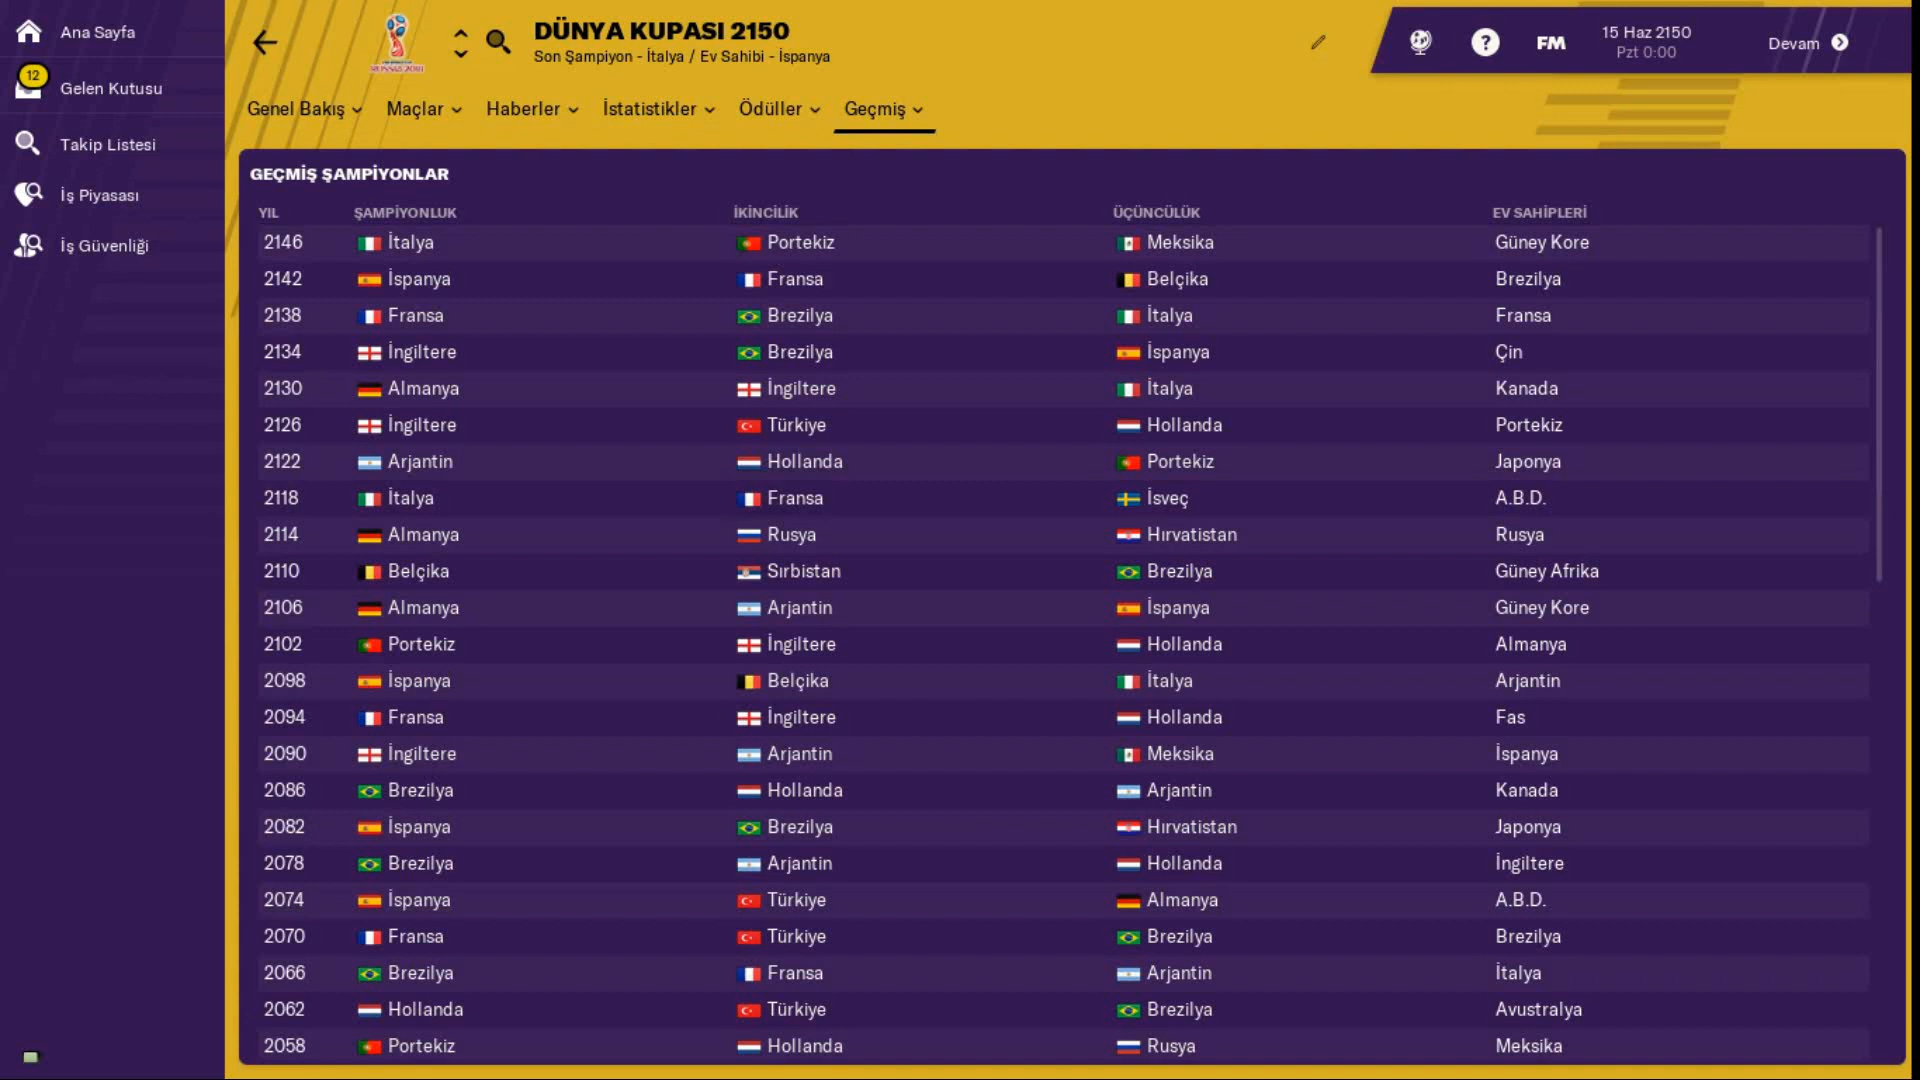 Ana Sayfa
12
Gelen Kutusu
Takip Listesi
İş Piyasası
İş Güvenliği
DÜNYA KUPASI 2150
Son Şampiyon - İtalya / Ev Sahibi - İspanya
?
FM
15 Haz 2150
Pzt 0:00
Devam
Genel Bakış Maçlar Haberler İstatistikler Ödüller Geçmiş
GEÇMİŞ ŞAMPİYONLAR
YIL ŞAMPİYONLUK İKİNCİLİK ÜÇÜNCÜLÜK EV SAHİPLERİ
2146 İtalya Portekiz Meksika Güney Kore
2142 İspanya Fransa Belçika Brezilya
2138 Fransa Brezilya İtalya Fransa
2134 İngiltere Brezilya İspanya Çin
2130 Almanya İngiltere İtalya Kanada
2126 İngiltere Türkiye Hollanda Portekiz
2122 Arjantin Hollanda Portekiz Japonya
2118 İtalya Fransa İsveç A.B.D.
2114 Almanya Rusya Hırvatistan Rusya
2110 Belçika Sırbistan Brezilya Güney Afrika
2106 Almanya Arjantin İspanya Güney Kore
2102 Portekiz İngiltere Hollanda Almanya
2098 İspanya Belçika İtalya Arjantin
2094 Fransa İngiltere Hollanda Fas
2090 İngiltere Arjantin Meksika İspanya
2086 Brezilya Hollanda Arjantin Kanada
2082 İspanya Brezilya Hırvatistan Japonya
2078 Brezilya Arjantin Hollanda İngiltere
2074 İspanya Türkiye Almanya A.B.D.
2070 Fransa Türkiye Brezilya Brezilya
2066 Brezilya Fransa Arjantin İtalya
2062 Hollanda Türkiye Brezilya Avustralya
2058 Portekiz Hollanda Rusya Meksika